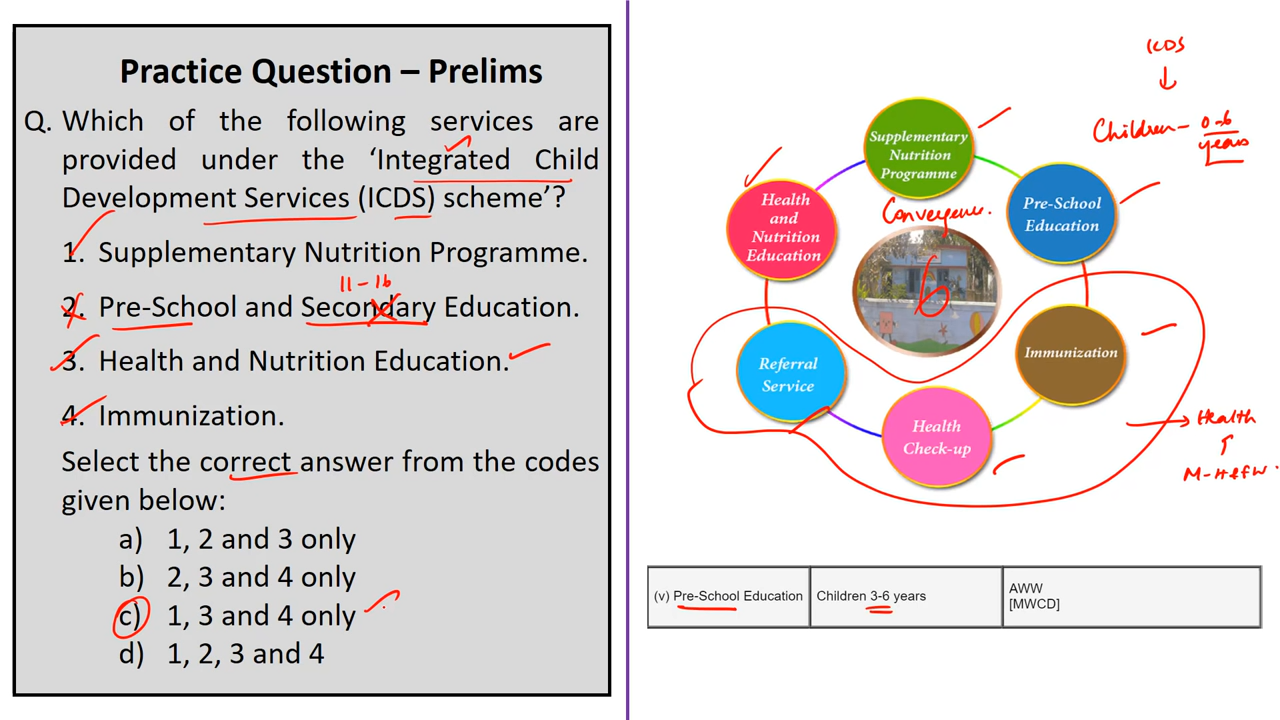 Practice Question – Prelims
Q. Which of the following services are
provided under the ‘Integrated Child
Development Services (ICDS) scheme’?
1. Supplementary Nutrition Programme.
11-16
2. Pre-School and Secondary Education.
3. Health and Nutrition Education.
4. Immunization.
Select the correct answer from the codes
given below:
a) 1, 2 and 3 only
b) 2, 3 and 4 only
c) 1, 3 and 4 only
d) 1, 2, 3 and 4
ICDS
Children - 0-6
years
Supplementary
Nutrition
Programme
Pre-School
Education
Health
and
Nutrition
Education
Convergence.
6
Immunization
Referral
Service
Health
Check-up
Health
M-HFW.
(v) Pre-School Education
Children 3-6 years
AWW
[MWCD]